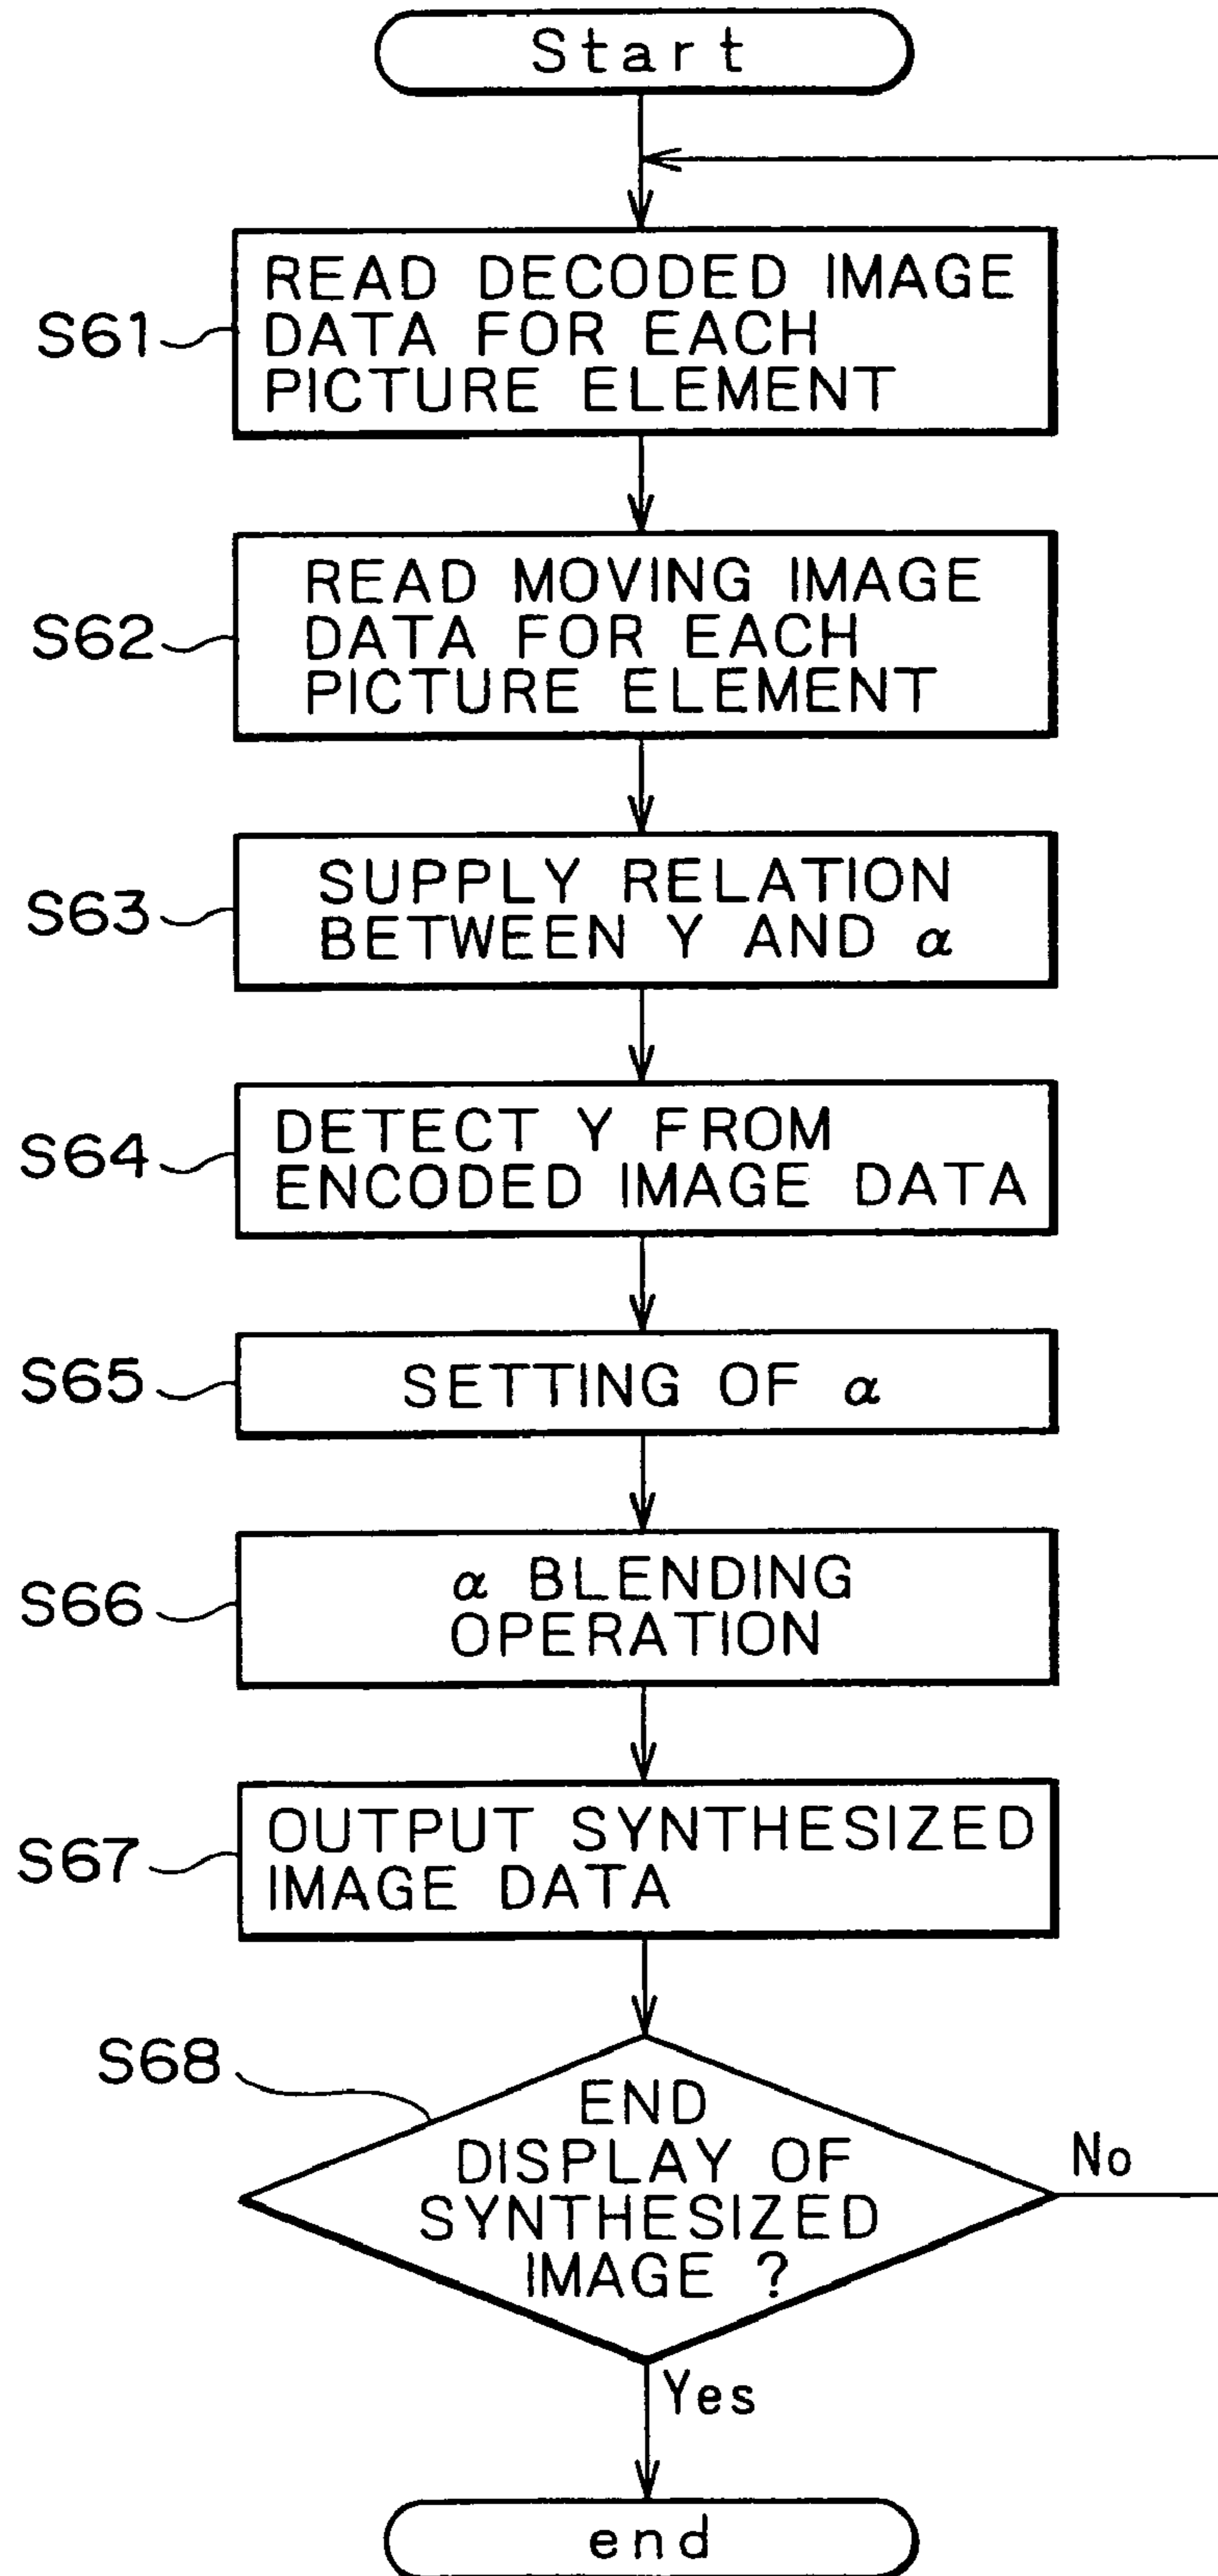 Start
S61
READ DECODED IMAGE
DATA FOR EACH
PICTURE ELEMENT
S62
READ MOVING IMAGE
DATA FOR EACH
PICTURE ELEMENT
S63
SUPPLY RELATION
BETWEEN Y AND α
S64
DETECT Y FROM
ENCODED IMAGE DATA
S65
SETTING OF α
S66
α BLENDING
OPERATION
S67
OUTPUT SYNTHESIZED
IMAGE DATA
S68
END
DISPLAY OF
SYNTHESIZED
IMAGE ?
No
Yes
end